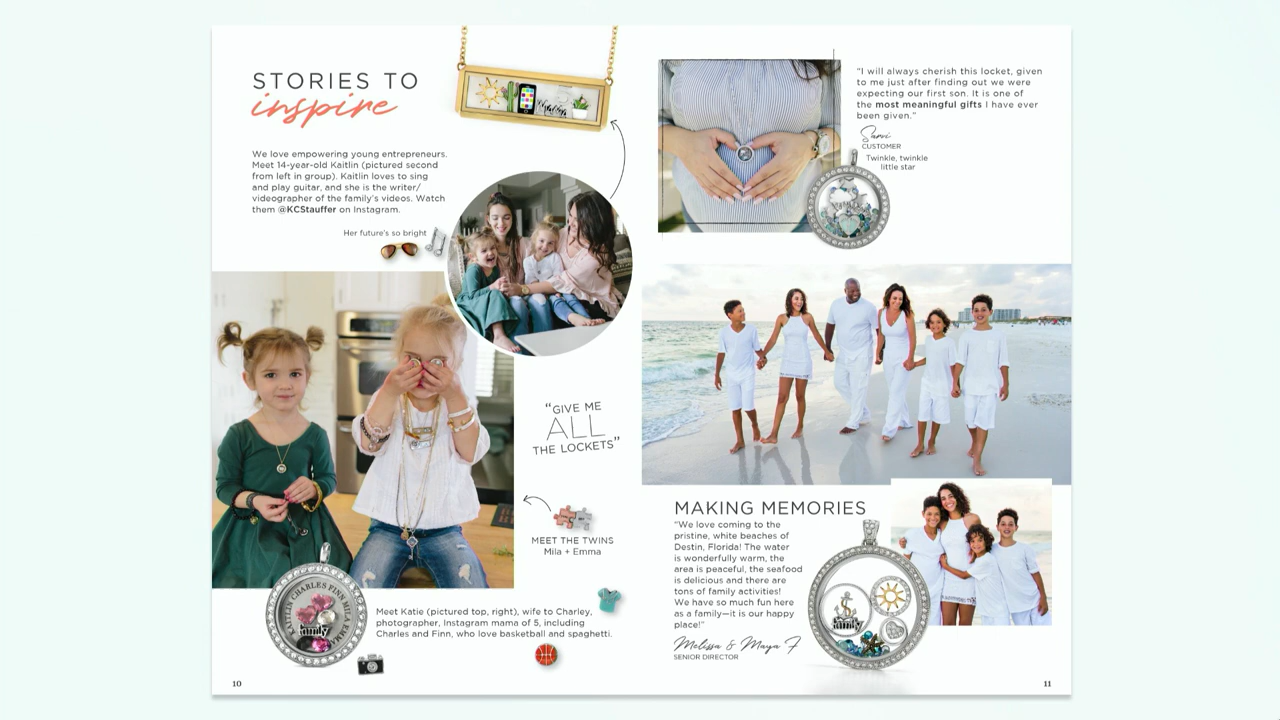 STORIES TO
inspire
We love empowering young entrepreneurs.
Meet 14-year-old Kaitlin (pictured second
from left in group). Kaitlin loves to sing
and play guitar, and she is the writer/
videographer of the family's videos. Watch
them @KCStauffer on Instagram.
Her future's so bright
"GIVE ME
ALL
THE LOCKETS"
MEET THE TWINS
Mila + Emma
KAITLIN CHARLES FINN MILA EMMA
family
Meet Katie (pictured top, right), wife to Charley,
photographer, Instagram mama of 5, including
Charles and Finn, who love basketball and spaghetti.
10
"I will always cherish this locket, given
to me just after finding out we were
expecting our first son. It is one of
the most meaningful gifts I have ever
been given."
CUSTOMER
Twinkle, twinkle
little star
MAKING MEMORIES
"We love coming to the
pristine, white beaches of
Destin, Florida! The water
is wonderfully warm, the
area is peaceful, the seafood
is delicious and there are
tons of family activities!
We have so much fun here
as a family—it is our happy
place!"
Melissa & Maya F
SENIOR DIRECTOR
family
11